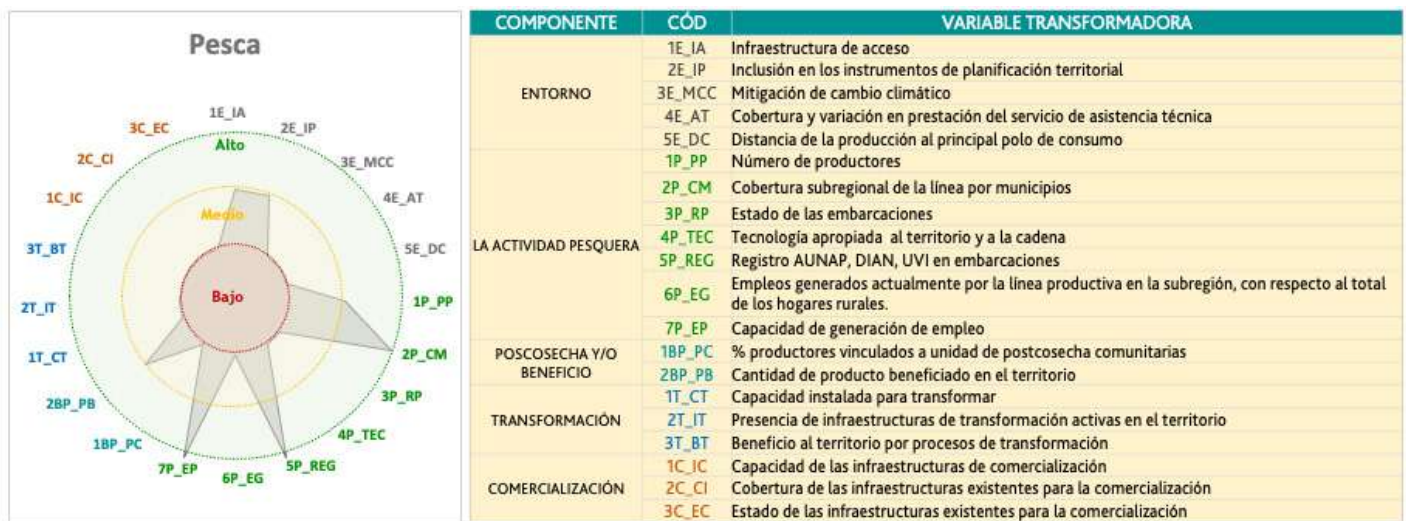 Pesca
1E_IA
2E_IP
3E_MCC
4E_AT
5E_DC
1P_PP
2P_CM
3P_RP
4P_TEC
5P_REG
6P_EG
7P_EP
1BP_PC
2BP_PB
1T_CT
2T_IT
3T_BT
1C_IC
2C_CI
3C_EC
Alto
Medio
Bajo
COMPONENTE CÓD VARIABLE TRANSFORMADORA
ENTORNO
1E_IA Infraestructura de acceso
2E_IP Inclusión en los instrumentos de planificación territorial
3E_MCC Mitigación de cambio climático
4E_AT Cobertura y variación en prestación del servicio de asistencia técnica
5E_DC Distancia de la producción al principal polo de consumo
LA ACTIVIDAD PESQUERA
1P_PP Número de productores
2P_CM Cobertura subregional de la línea por municipios
3P_RP Estado de las embarcaciones
4P_TEC Tecnología apropiada al territorio y a la cadena
5P_REG Registro AUNAP, DIAN, UVI en embarcaciones
6P_EG Empleos generados actualmente por la línea productiva en la subregión, con respecto al total
de los hogares rurales.
7P_EP Capacidad de generación de empleo
POSCOSECHA Y/O
BENEFICIO
1BP_PC % productores vinculados a unidad de postcosecha comunitarias
2BP_PB Cantidad de producto beneficiado en el territorio
TRANSFORMACIÓN
1T_CT Capacidad instalada para transformar
2T_IT Presencia de infraestructuras de transformación activas en el territorio
3T_BT Beneficio al territorio por procesos de transformación
COMERCIALIZACIÓN
1C_IC Capacidad de las infraestructuras de comercialización
2C_CI Cobertura de las infraestructuras existentes para la comercialización
3C_EC Estado de las infraestructuras existentes para la comercialización